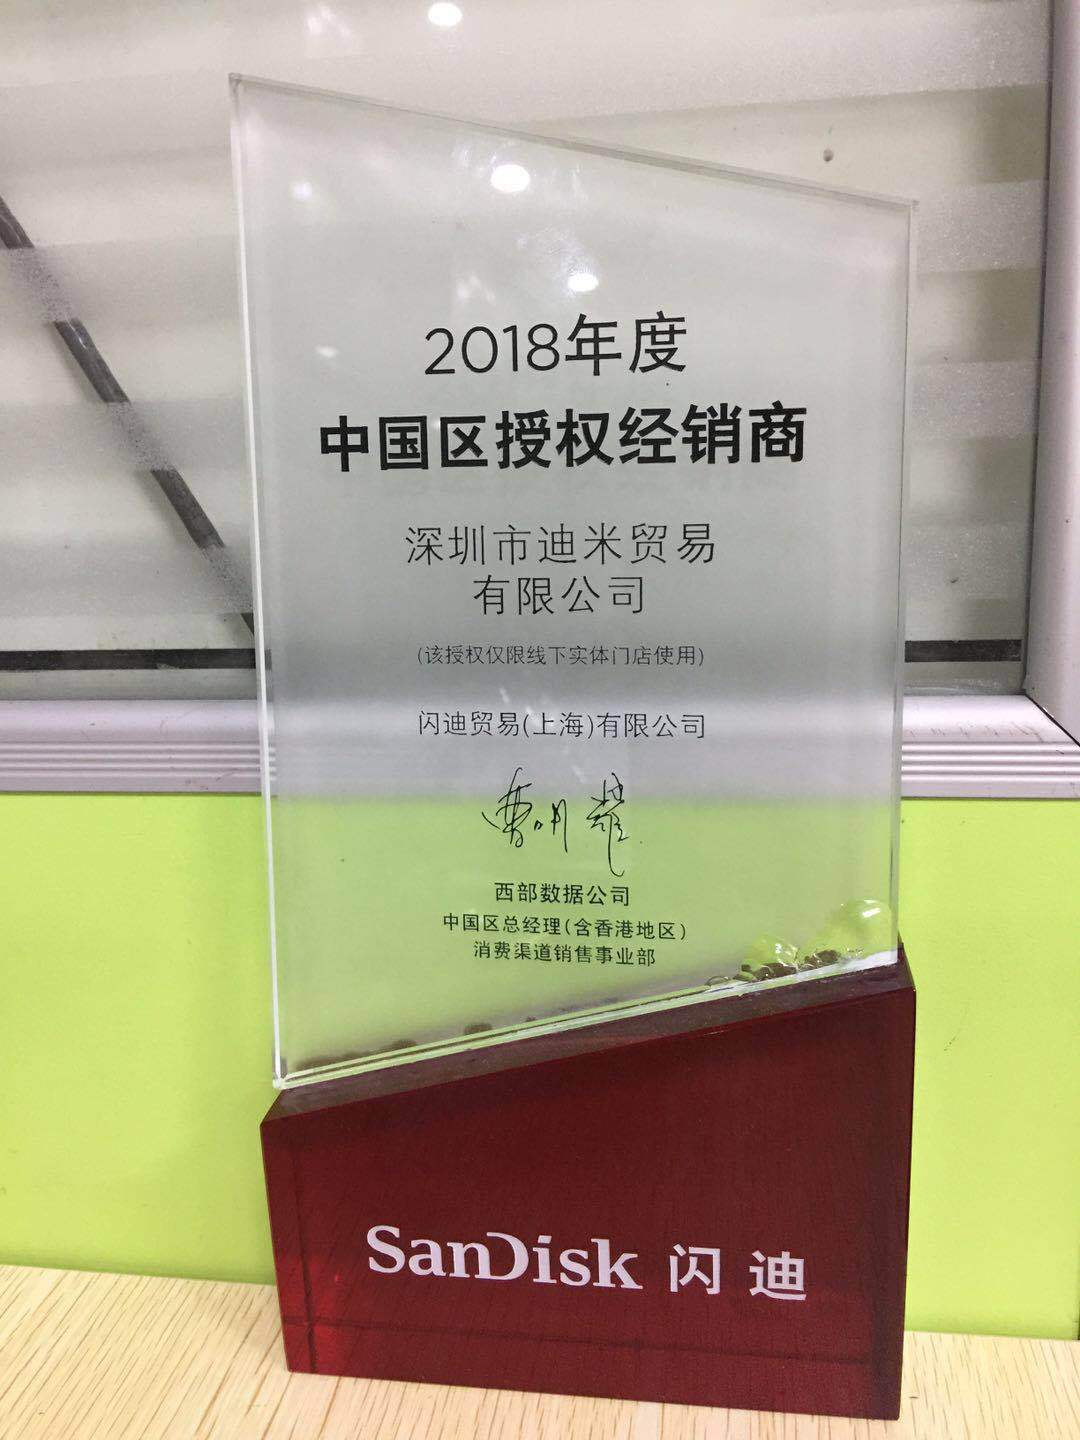 2018年度
中国区授权经销商
深圳市迪米贸易
有限公司
(该授权仅限线下实体门店使用)
闪迪贸易(上海)有限公司
曹明
西部数据公司
中国区总经理(含香港地区)
消费渠道销售事业部
SanDisk 闪迪